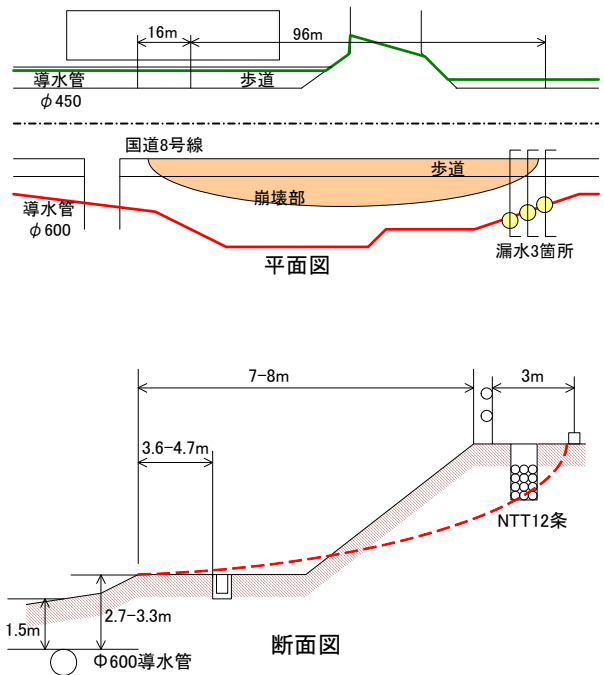 16m
96m
導水管
φ450
歩道
国道8号線
歩道
崩壊部
導水管
φ600
漏水3箇所
平面図
7-8m
3m
3.6-4.7m
NTT12条
2.7-3.3m
1.5m
Φ600導水管
断面図